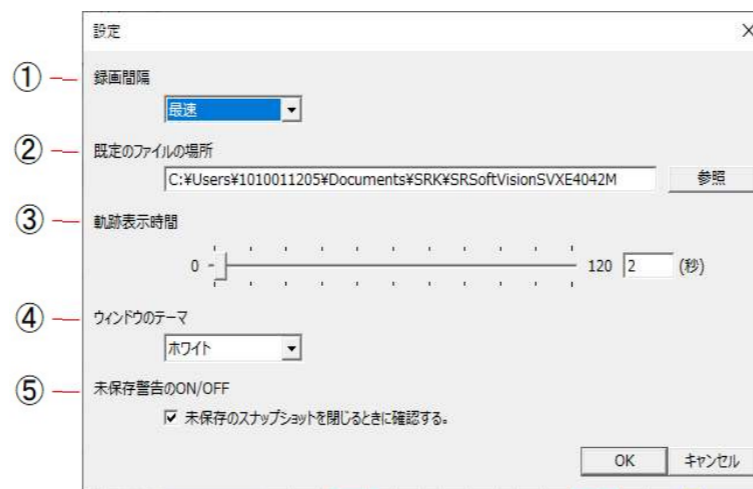 設定
① 録画間隔
最速
② 既定のファイルの場所
C:¥Users¥1010011205¥Documents¥SRK¥SRSoftVisionSVXE4042M 参照
③ 軌跡表示時間
0 120 2 (秒)
④ ウィンドウのテーマ
ホワイト
⑤ 未保存警告のON/OFF
未保存のスナップショットを閉じるときに確認する。
OK キャンセル